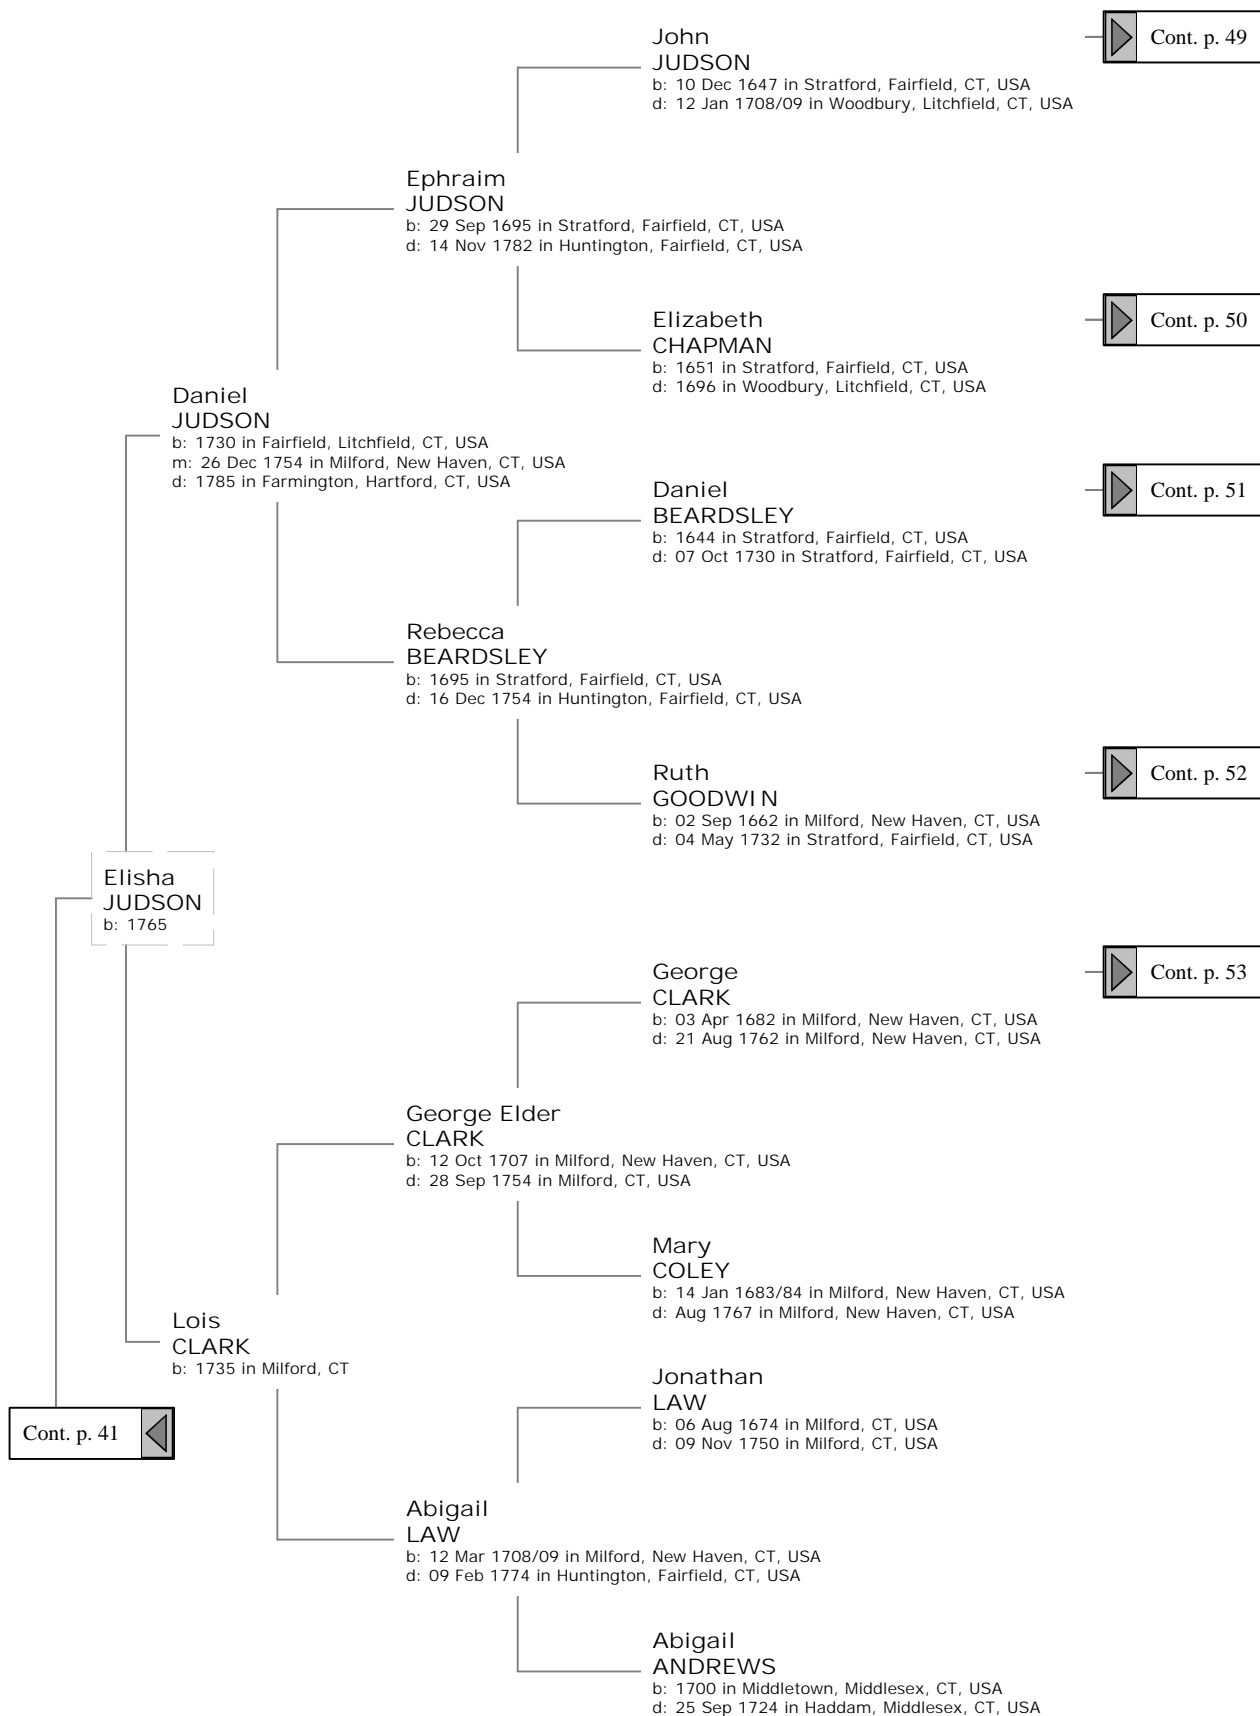 John
JUDSON
b: 10 Dec 1647 in Stratford, Fairfield, CT, USA
d: 12 Jan 1708/09 in Woodbury, Litchfield, CT, USA
Cont. p. 49
Ephraim
JUDSON
b: 29 Sep 1695 in Stratford, Fairfield, CT, USA
d: 14 Nov 1782 in Huntington, Fairfield, CT, USA
Elizabeth
CHAPMAN
b: 1651 in Stratford, Fairfield, CT, USA
d: 1696 in Woodbury, Litchfield, CT, USA
Cont. p. 50
Daniel
JUDSON
b: 1730 in Fairfield, Litchfield, CT, USA
m: 26 Dec 1754 in Milford, New Haven, CT, USA
d: 1785 in Farmington, Hartford, CT, USA
Daniel
BEARDSLEY
b: 1644 in Stratford, Fairfield, CT, USA
d: 07 Oct 1730 in Stratford, Fairfield, CT, USA
Cont. p. 51
Rebecca
BEARDSLEY
b: 1695 in Stratford, Fairfield, CT, USA
d: 16 Dec 1754 in Huntington, Fairfield, CT, USA
Ruth
GOODWIN
b: 02 Sep 1662 in Milford, New Haven, CT, USA
d: 04 May 1732 in Stratford, Fairfield, CT, USA
Cont. p. 52
Elisha
JUDSON
b: 1765
George
CLARK
b: 03 Apr 1682 in Milford, New Haven, CT, USA
d: 21 Aug 1762 in Milford, New Haven, CT, USA
Cont. p. 53
George Elder
CLARK
b: 12 Oct 1707 in Milford, New Haven, CT, USA
d: 28 Sep 1754 in Milford, CT, USA
Mary
COLEY
b: 14 Jan 1683/84 in Milford, New Haven, CT, USA
d: Aug 1767 in Milford, New Haven, CT, USA
Lois
CLARK
b: 1735 in Milford, CT
Jonathan
LAW
b: 06 Aug 1674 in Milford, CT, USA
d: 09 Nov 1750 in Milford, CT, USA
Cont. p. 41
Abigail
LAW
b: 12 Mar 1708/09 in Milford, New Haven, CT, USA
d: 09 Feb 1774 in Huntington, Fairfield, CT, USA
Abigail
ANDREWS
b: 1700 in Middletown, Middlesex, CT, USA
d: 25 Sep 1724 in Haddam, Middlesex, CT, USA